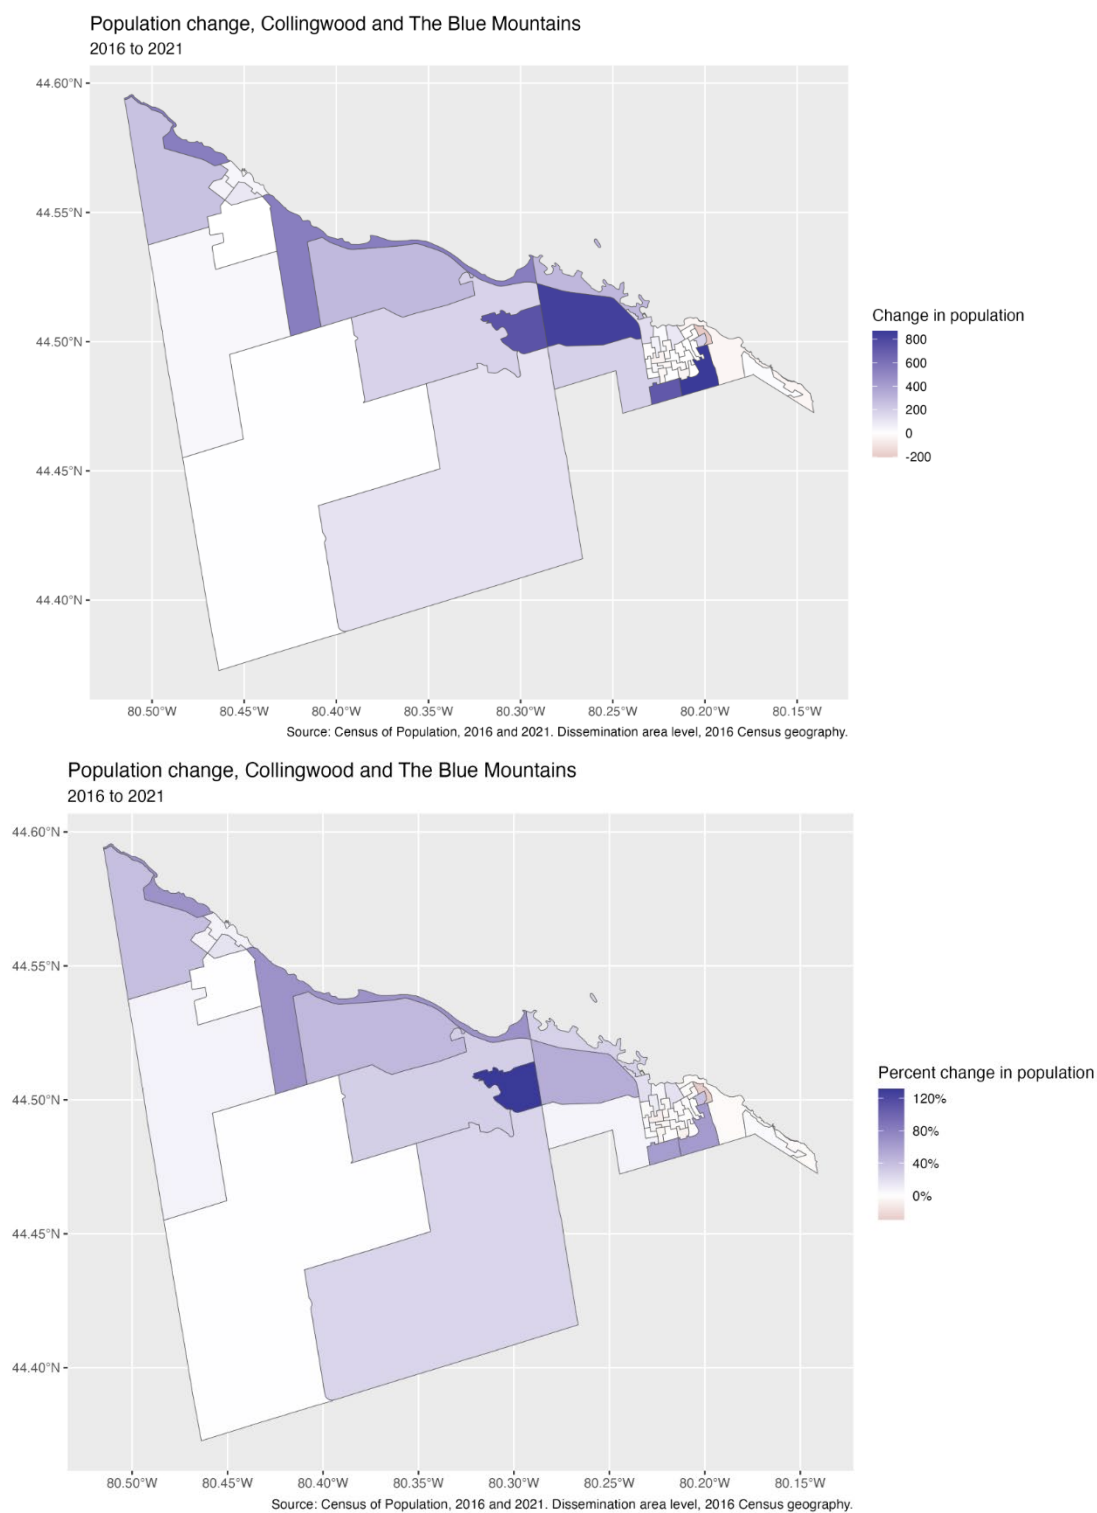 Population change, Collingwood and The Blue Mountains
2016 to 2021
44.60°N
44.55°N
44.50°N
44.45°N
44.40°N
80.50°W 80.45°W 80.40°W 80.35°W 80.30°W 80.25°W 80.20°W 80.15°W
Source: Census of Population, 2016 and 2021. Dissemination area level, 2016 Census geography.
Change in population
800
600
400
200
0
-200
Population change, Collingwood and The Blue Mountains
2016 to 2021
44.60°N
44.55°N
44.50°N
44.45°N
44.40°N
80.50°W 80.45°W 80.40°W 80.35°W 80.30°W 80.25°W 80.20°W 80.15°W
Source: Census of Population, 2016 and 2021. Dissemination area level, 2016 Census geography.
Percent change in population
120%
80%
40%
0%